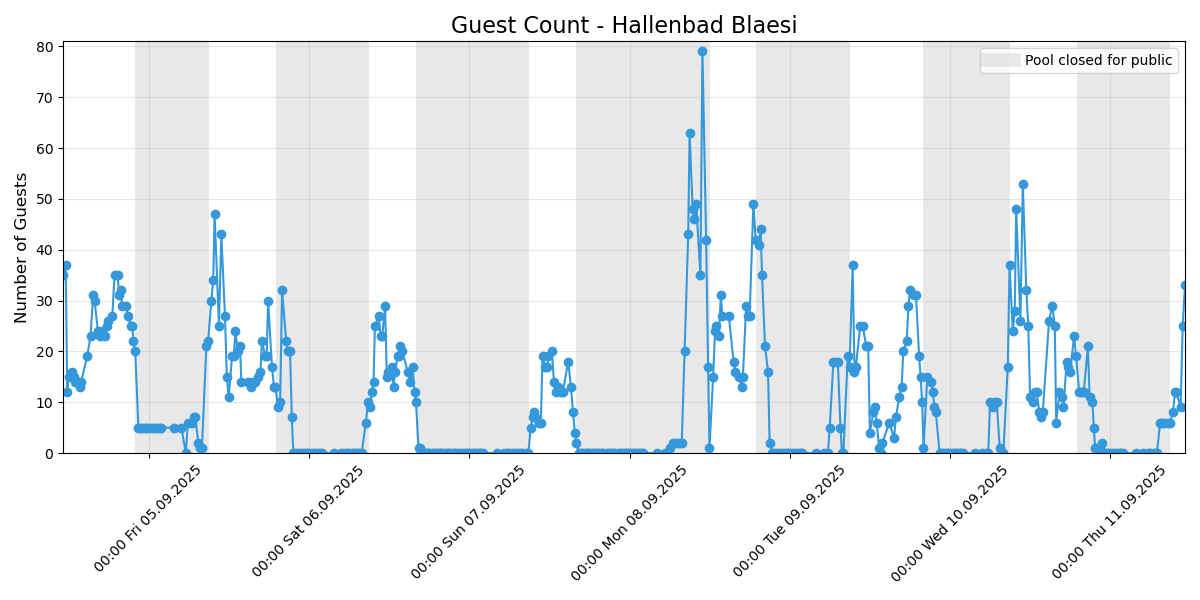 Guest Count - Hallenbad Blaesi
Pool closed for public
Number of Guests
80
70
60
50
40
30
20
10
0
00:00 Fri 05.09.2025
00:00 Sat 06.09.2025
00:00 Sun 07.09.2025
00:00 Mon 08.09.2025
00:00 Tue 09.09.2025
00:00 Wed 10.09.2025
00:00 Thu 11.09.2025